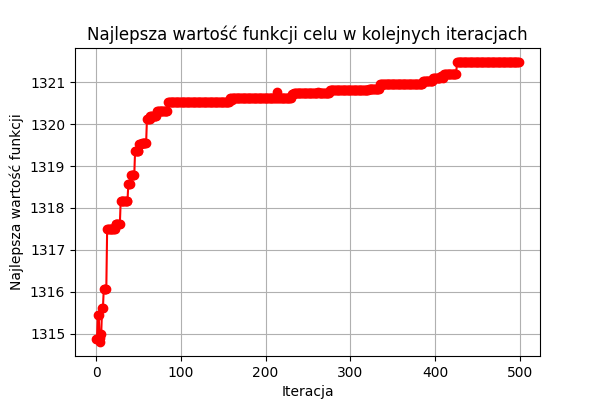 Najlepsza wartość funkcji celu w kolejnych iteracjach
Najlepsza wartość funkcji
1321
1320
1319
1318
1317
1316
1315
0 100 200 300 400 500
Iteracja